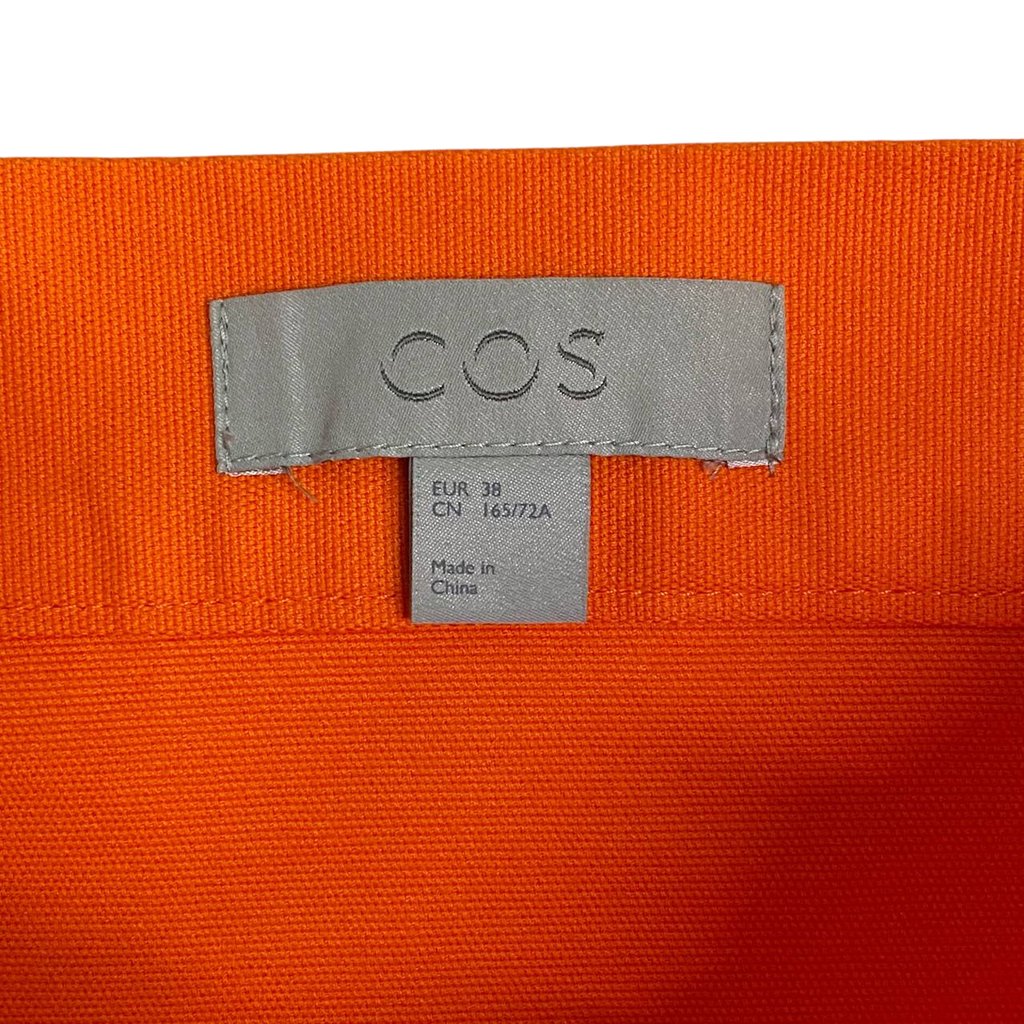 COS
EUR 38
CN 165/72A
Made in
China